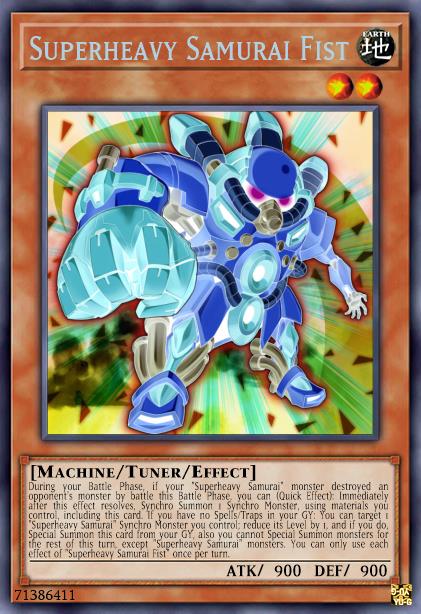 Superheavy Samurai Fist
EARTH
地
[Machine/Tuner/Effect]
During your Battle Phase, if your "Superheavy Samurai" monster destroyed an
opponent's monster by battle this Battle Phase, you can (Quick Effect): Immediately
after this effect resolves, Synchro Summon 1 Synchro Monster, using materials you
control, including this card. If you have no Spells/Traps in your GY: You can target 1
"Superheavy Samurai" Synchro Monster you control; reduce its Level by 1, and if you do,
Special Summon this card from your GY, also you cannot Special Summon monsters for
the rest of this turn, except "Superheavy Samurai" monsters. You can only use each
effect of "Superheavy Samurai Fist" once per turn.
ATK/ 900 DEF/ 900
71386411